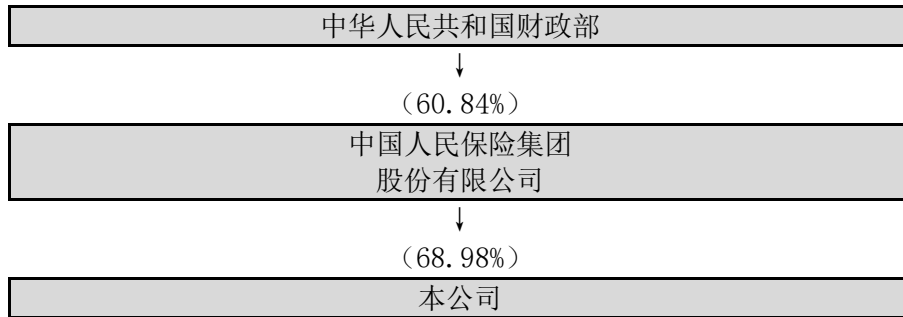 中华人民共和国财政部
↓
（60.84%）
中国人民保险集团
股份有限公司
↓
（68.98%）
本公司